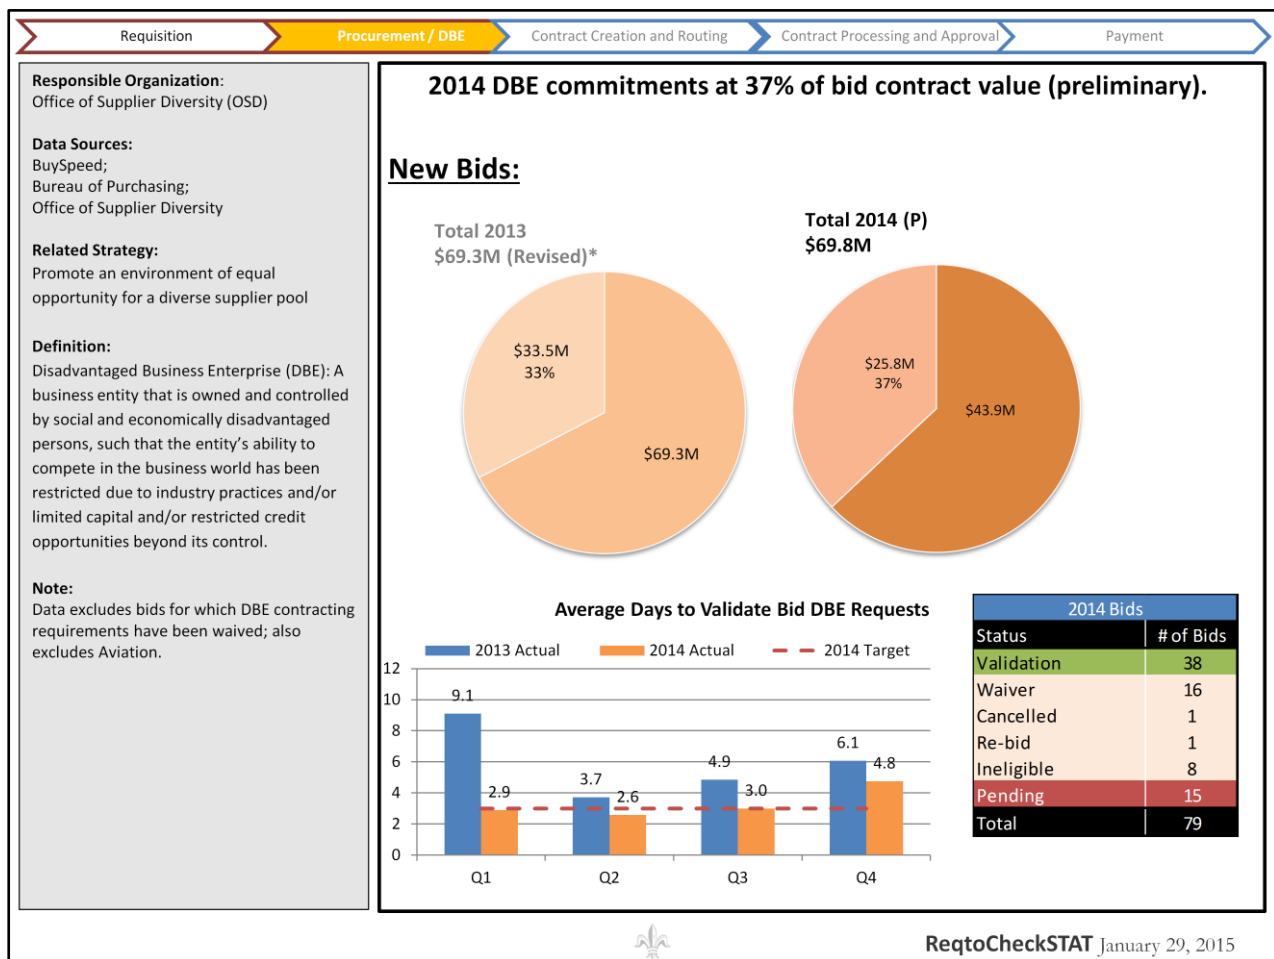 Requisition
Procurement / DBE
Contract Creation and Routing
Contract Processing and Approval
Payment
Responsible Organization:
Office of Supplier Diversity (OSD)
Data Sources:
BuySpeed;
Bureau of Purchasing;
Office of Supplier Diversity
Related Strategy:
Promote an environment of equal
opportunity for a diverse supplier pool
Definition:
Disadvantaged Business Enterprise (DBE): A
business entity that is owned and controlled
by social and economically disadvantaged
persons, such that the entity's ability to
compete in the business world has been
restricted due to industry practices and/or
limited capital and/or restricted credit
opportunities beyond its control.
Note:
Data excludes bids for which DBE contracting
requirements have been waived; also
excludes Aviation.
2014 DBE commitments at 37% of bid contract value (preliminary).
New Bids:
Total 2013
$69.3M (Revised)*
$33.5M
33%
$69.3M
Total 2014 (P)
$69.8M
$25.8M
37%
$43.9M
Average Days to Validate Bid DBE Requests
2013 Actual
2014 Actual
2014 Target
12
10
8
6
4
2
0
9.1
2.9
3.7
2.6
4.9
3.0
6.1
4.8
Q1
Q2
Q3
Q4
2014 Bids
Status # of Bids
Validation 38
Waiver 16
Cancelled 1
Re-bid 1
Ineligible 8
Pending 15
Total 79
ReqtoCheckSTAT January 29, 2015